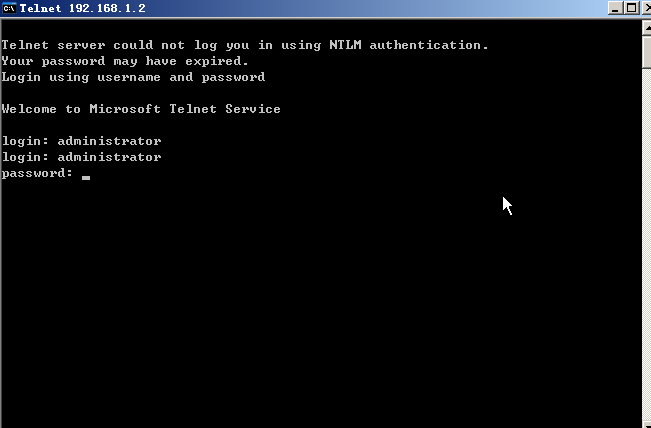 Telnet 192.168.1.2
Telnet server could not log you in using NTLM authentication.
Your password may have expired.
Login using username and password
Welcome to Microsoft Telnet Service
login: administrator
login: administrator
password: _